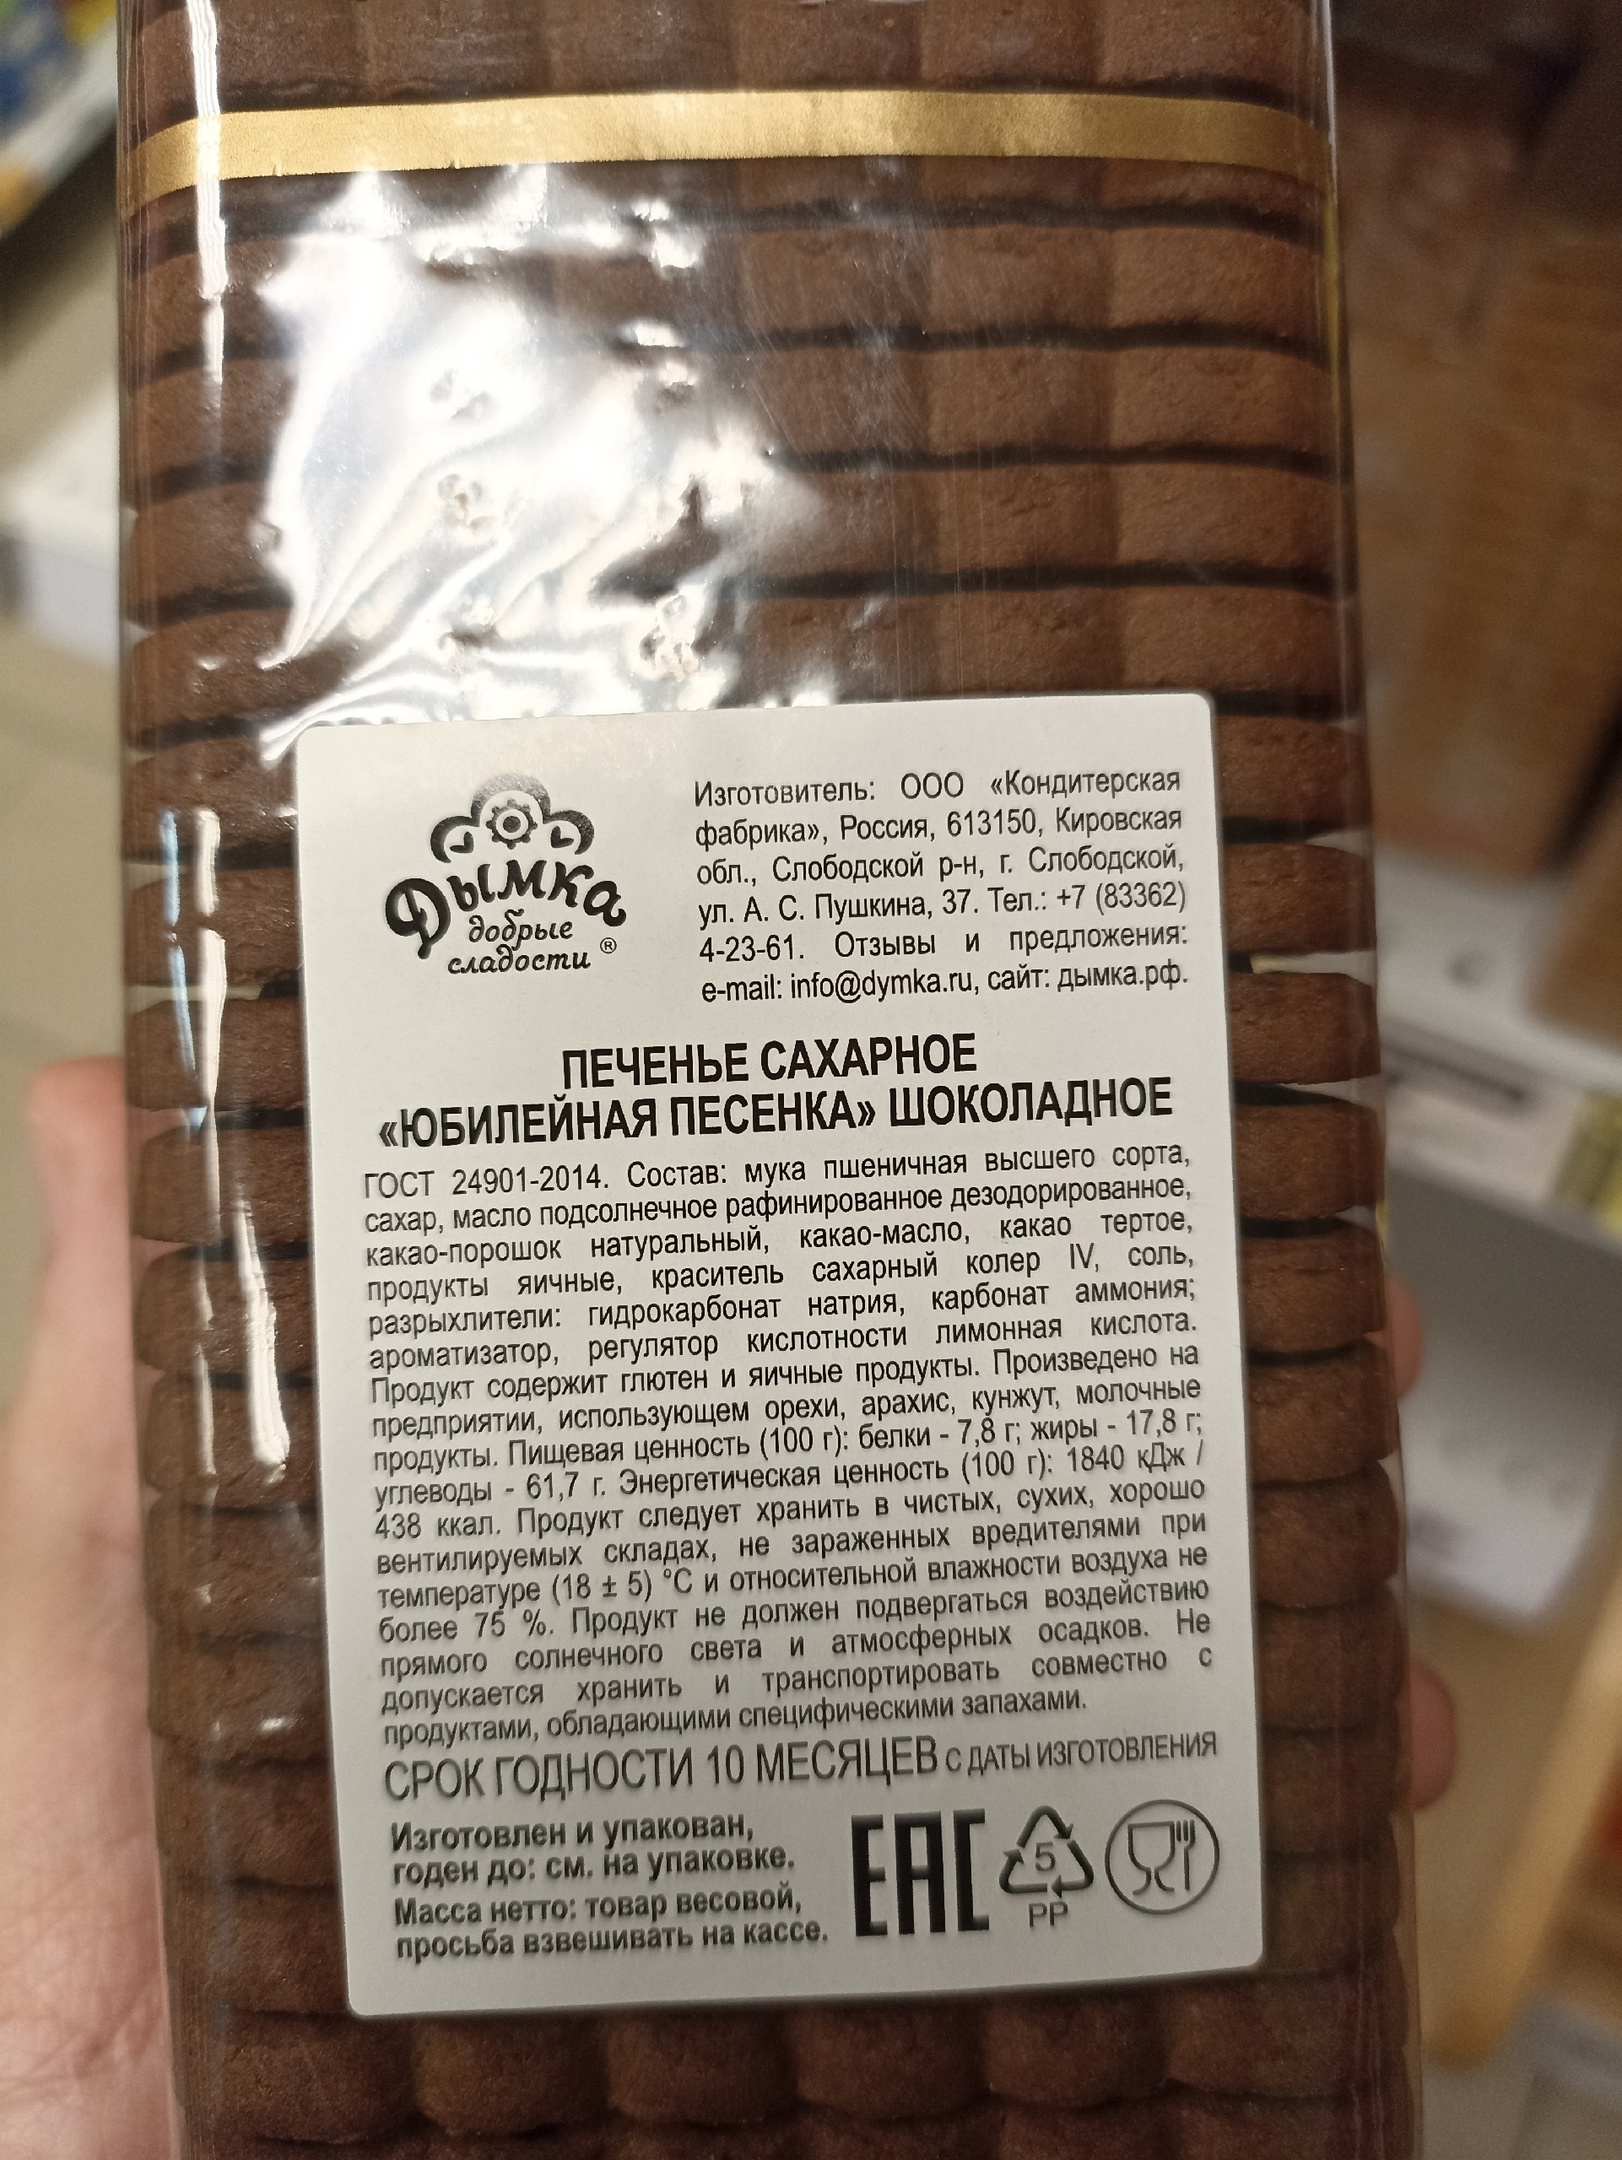 Дымка
добрые
сладости ®
Изготовитель: ООО «Кондитерская
фабрика», Россия, 613150, Кировская
обл., Слободской р-н, г. Слободской,
ул. А. С. Пушкина, 37. Тел.: +7 (83362)
4-23-61. Отзывы и предложения:
e-mail: info@dymka.ru, сайт: дымка.рф.
ПЕЧЕНЬЕ САХАРНОЕ
«ЮБИЛЕЙНАЯ ПЕСЕНКА» ШОКОЛАДНОЕ
ГОСТ 24901-2014. Состав: мука пшеничная высшего сорта,
сахар, масло подсолнечное рафинированное дезодорированное,
какао-порошок натуральный, какао-масло, какао тертое,
продукты яичные, краситель сахарный колер IV, соль,
разрыхлители: гидрокарбонат натрия, карбонат аммония;
ароматизатор, регулятор кислотности лимонная кислота.
Продукт содержит глютен и яичные продукты. Произведено на
предприятии, использующем орехи, арахис, кунжут, молочные
продукты. Пищевая ценность (100 г): белки - 7,8 г; жиры - 17,8 г;
углеводы - 61,7 г. Энергетическая ценность (100 г): 1840 кДж /
438 ккал. Продукт следует хранить в чистых, сухих, хорошо
вентилируемых складах, не зараженных вредителями при
температуре (18 ± 5) °С и относительной влажности воздуха не
более 75 %. Продукт не должен подвергаться воздействию
прямого солнечного света и атмосферных осадков. Не
допускается хранить и транспортировать совместно с
продуктами, обладающими специфическими запахами.
СРОК ГОДНОСТИ 10 МЕСЯЦЕВ С ДАТЫ ИЗГОТОВЛЕНИЯ
Изготовлен и упакован,
годен до: см. на упаковке.
Масса нетто: товар весовой,
просьба взвешивать на кассе.
ЕАС
5
PP